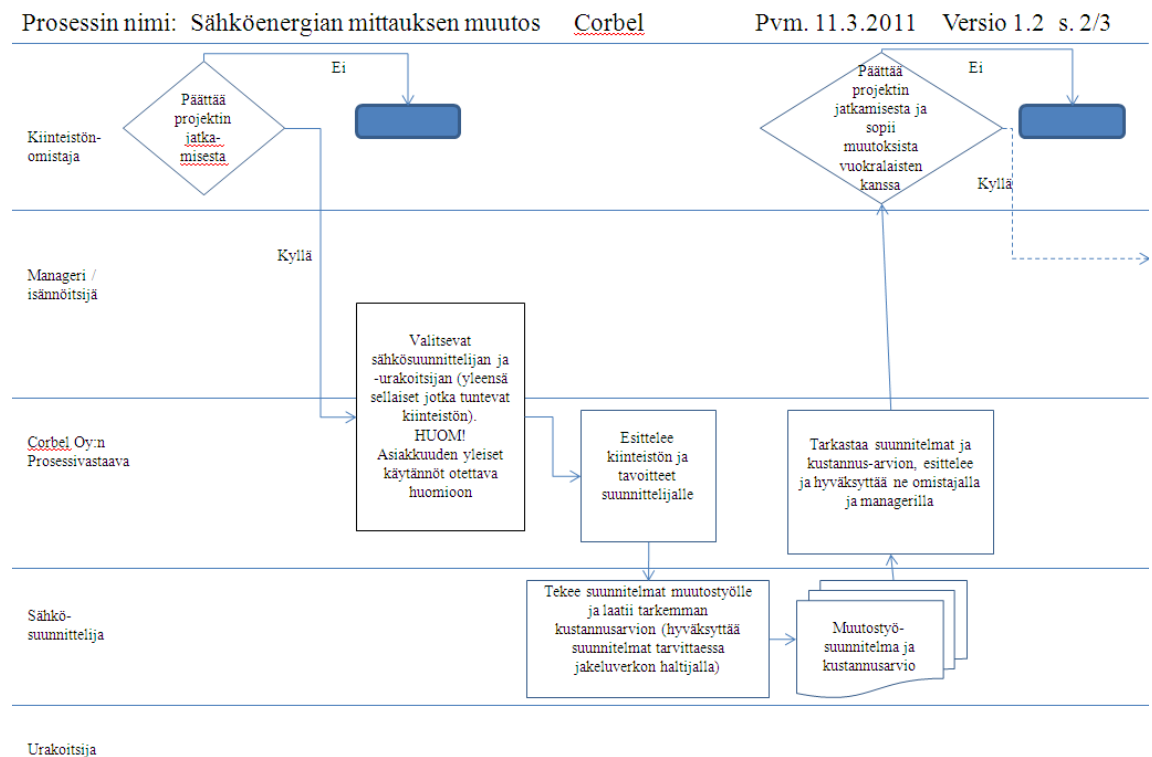 Prosessin nimi: Sähköenergian mittauksen muutos Corbel Pvm. 11.3.2011 Versio 1.2 s. 2/3
Kiinteistön-
omistaja
Päättää
projektin
jatka-
misesta
Ei
Kyllä
Päättää
projektin
jatkamisesta ja
sopii
muutoksista
vuokralaisten
kanssa
Ei
Kyllä
Manageri /
isännöitsijä
Valitsevat
sähkösuunnittelijan ja
-urakoitsijan (yleensä
sellaiset jotka tuntevat
kiinteistön).
HUOM!
Asiakkuuden yleiset
käytännöt otettava
huomioon
Corbel Oy:n
Prosessivastaava
Esittelee
kiinteistön ja
tavoitteet
suunnittelijalle
Tarkastaa suunnitelmat ja
kustannus-arvion, esittelee
ja hyväksyttää ne omistajalla
ja managerilla
Sähkö-
suunnittelija
Tekee suunnitelmat muutostyölle
ja laatii tarkemman
kustannusarvion (hyväksyttää
suunnitelmat tarvittaessa
jakeluverkon haltijalla)
Muutostyö-
suunnitelma ja
kustannusarvio
Urakoitsija